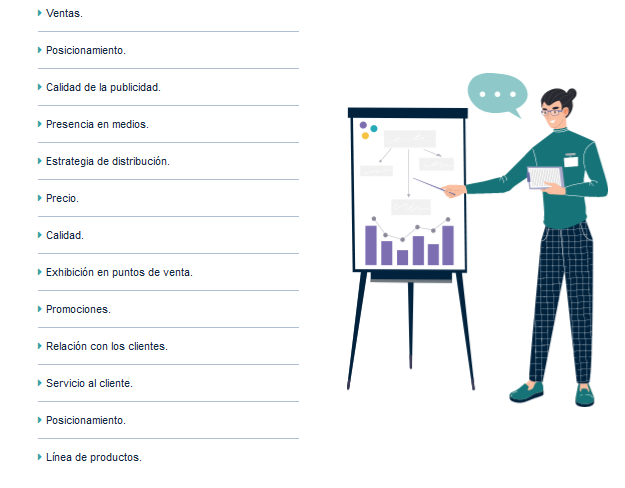 Ventas.
Posicionamiento.
Calidad de la publicidad.
Presencia en medios.
Estrategia de distribución.
Precio.
Calidad.
Exhibición en puntos de venta.
Promociones.
Relación con los clientes.
Servicio al cliente.
Posicionamiento.
Línea de productos.